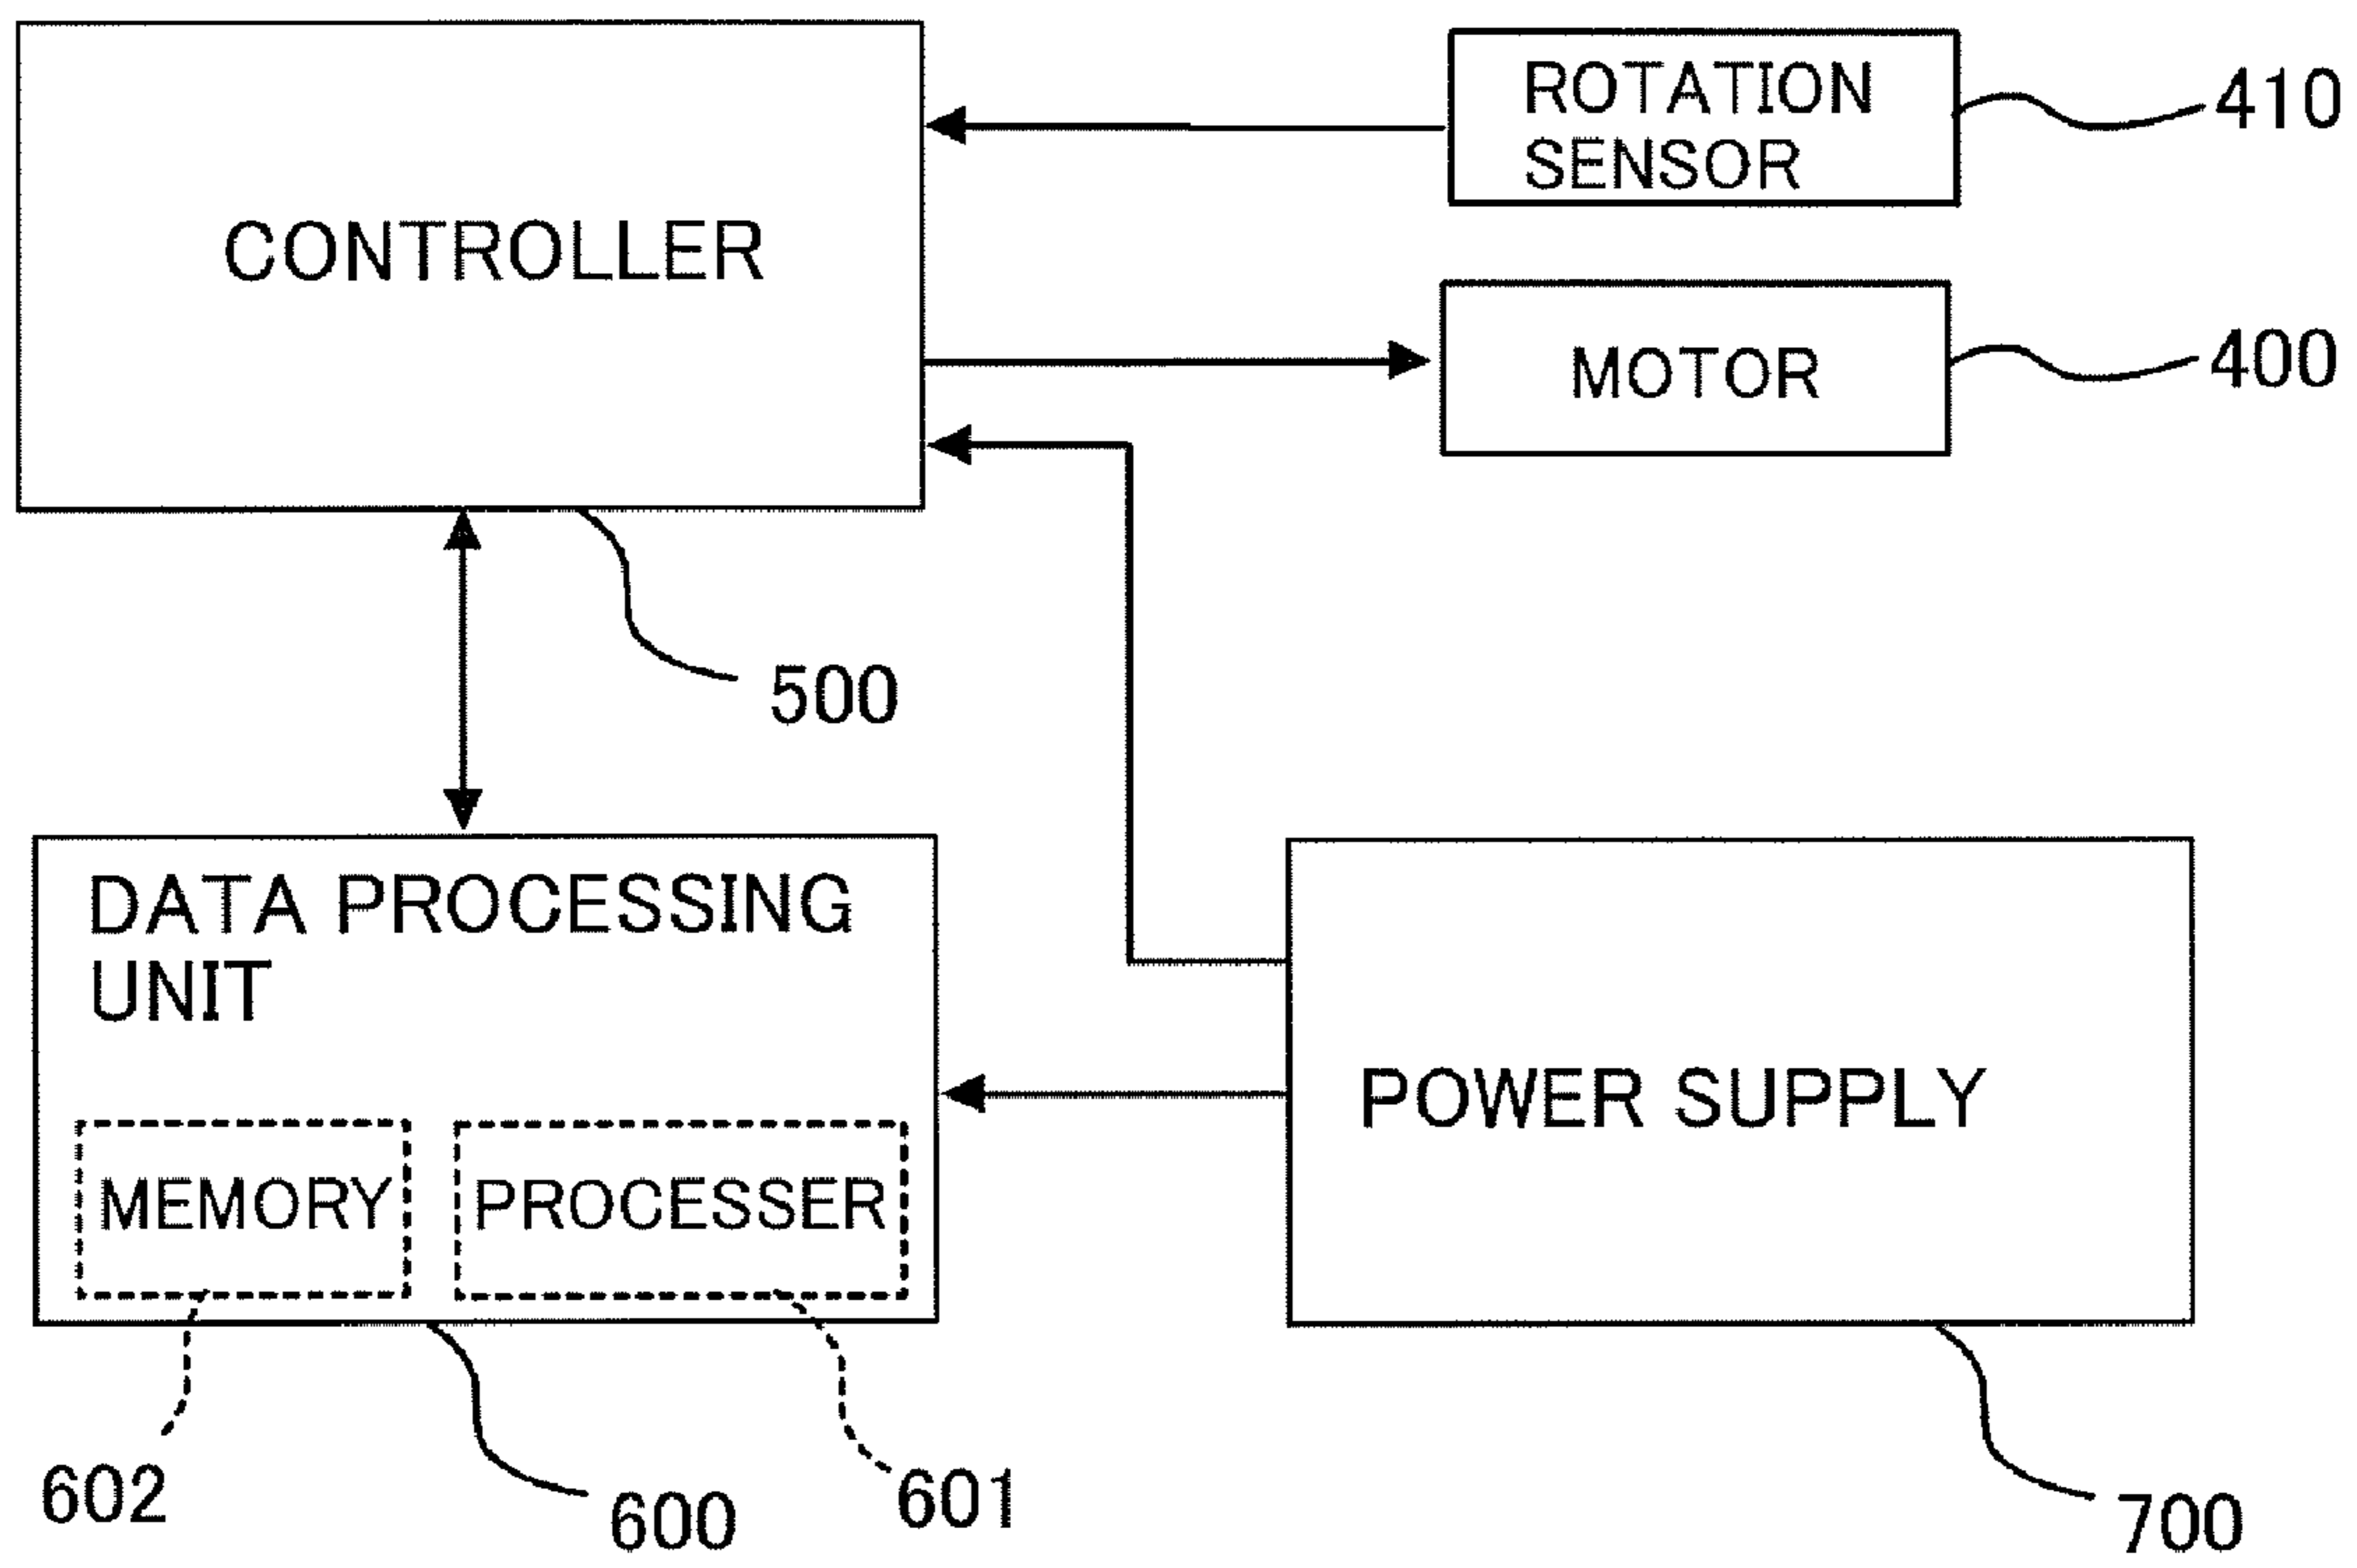 CONTROLLER
ROTATION
SENSOR
410
MOTOR
400
500
DATA PROCESSING
UNIT
MEMORY
PROCESSER
POWER SUPPLY
602
600
601
700